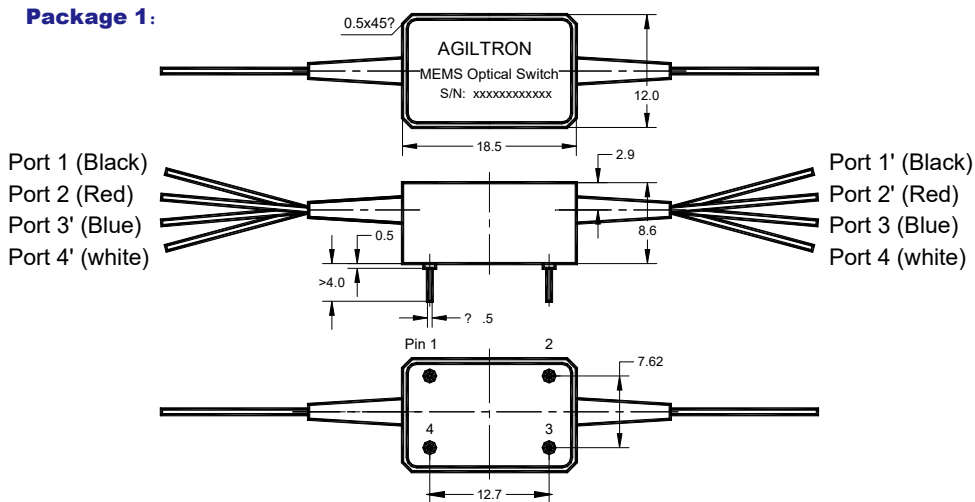 Package 1:
0.5x45?
AGILTRON
MEMS Optical Switch
S/N: xxxxxxxxxxxx
12.0
18.5
2.9
Port 1 (Black)
Port 2 (Red)
Port 3' (Blue)
Port 4' (white)
Port 1' (Black)
Port 2' (Red)
Port 3 (Blue)
Port 4 (white)
8.6
0.5
>4.0
? .5
Pin 1
2
7.62
4
3
12.7